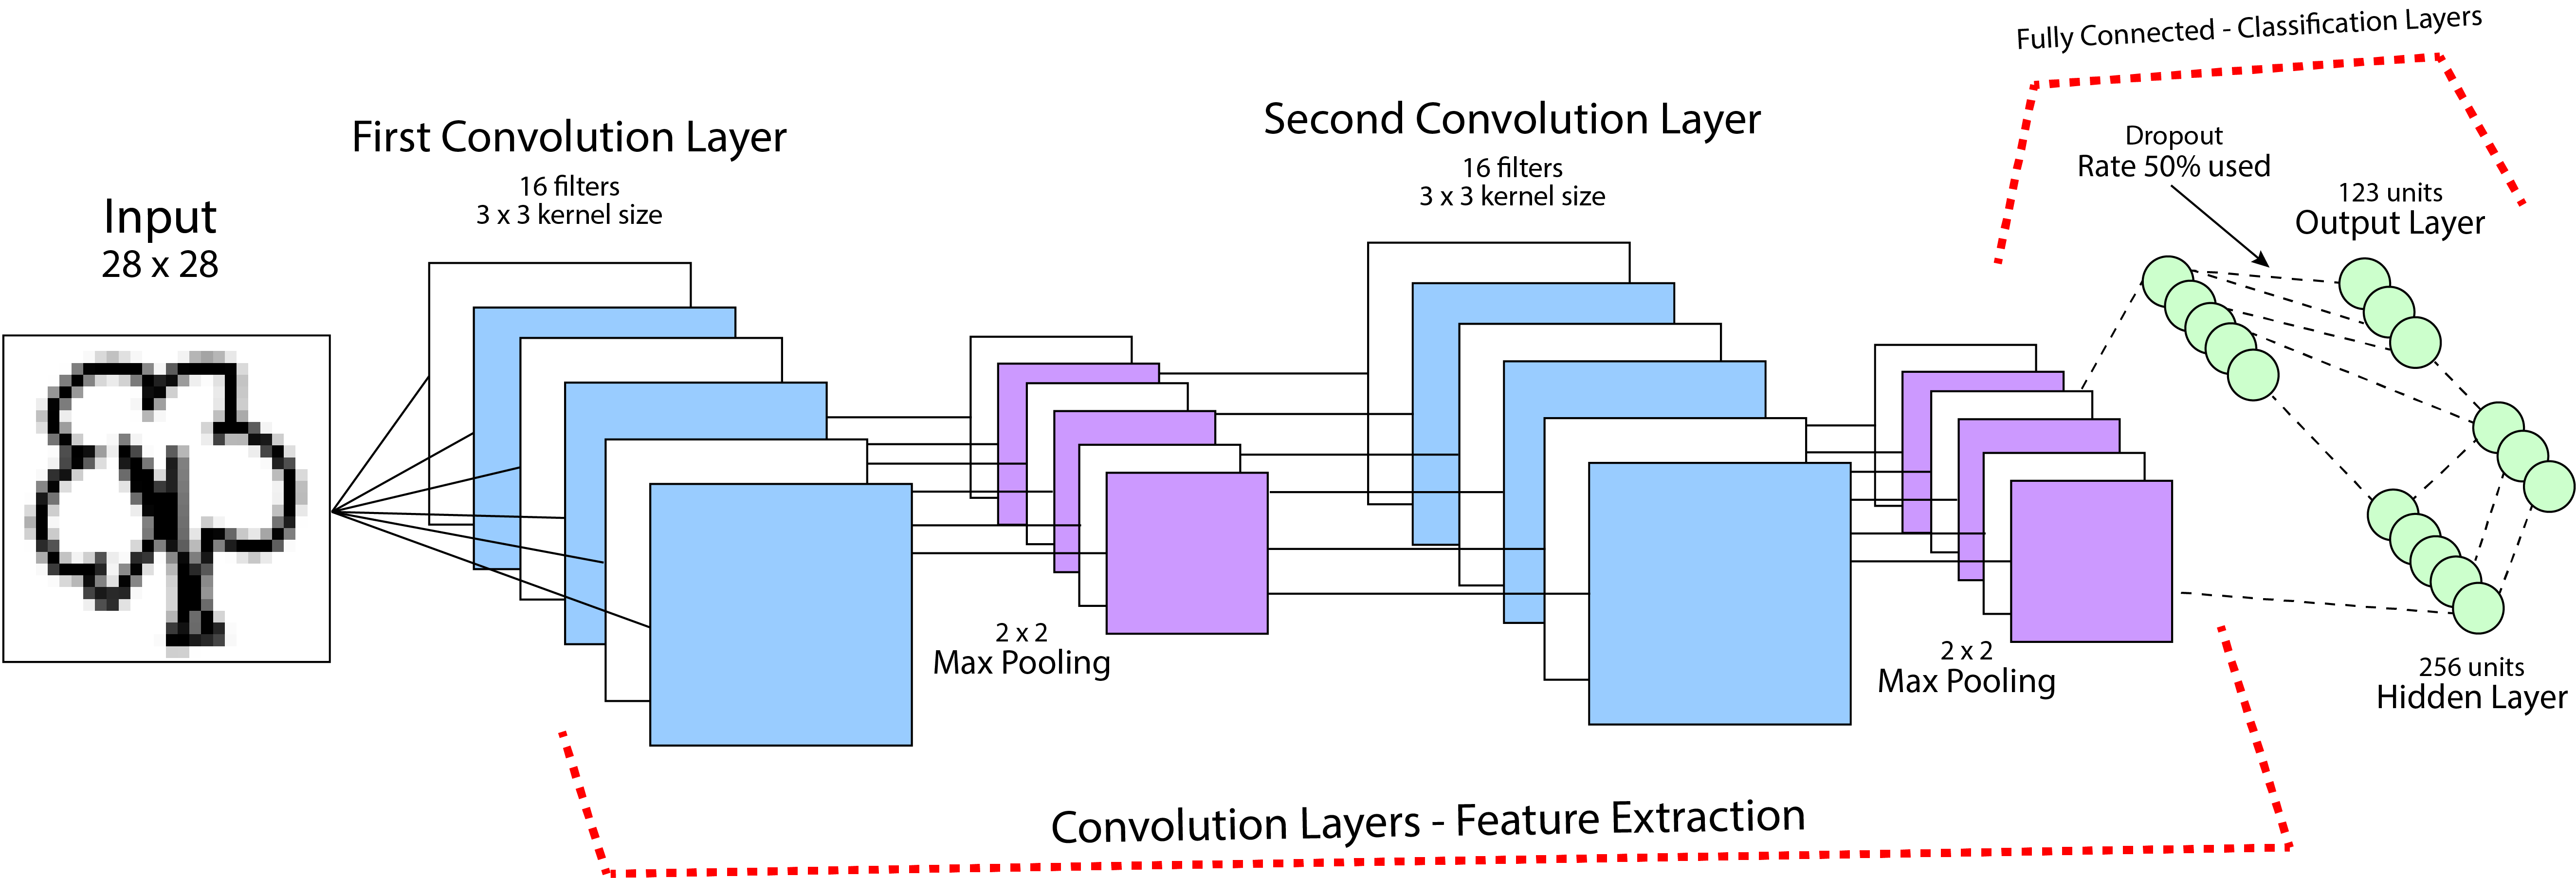 Fully Connected - Classification Layers
First Convolution Layer
16 filters
3 x 3 kernel size
Second Convolution Layer
16 filters
3 x 3 kernel size
Dropout
Rate 50% used
Input
28 x 28
123 units
Output Layer
2 x 2
Max Pooling
2 x 2
Max Pooling
256 units
Hidden Layer
Convolution Layers - Feature Extraction